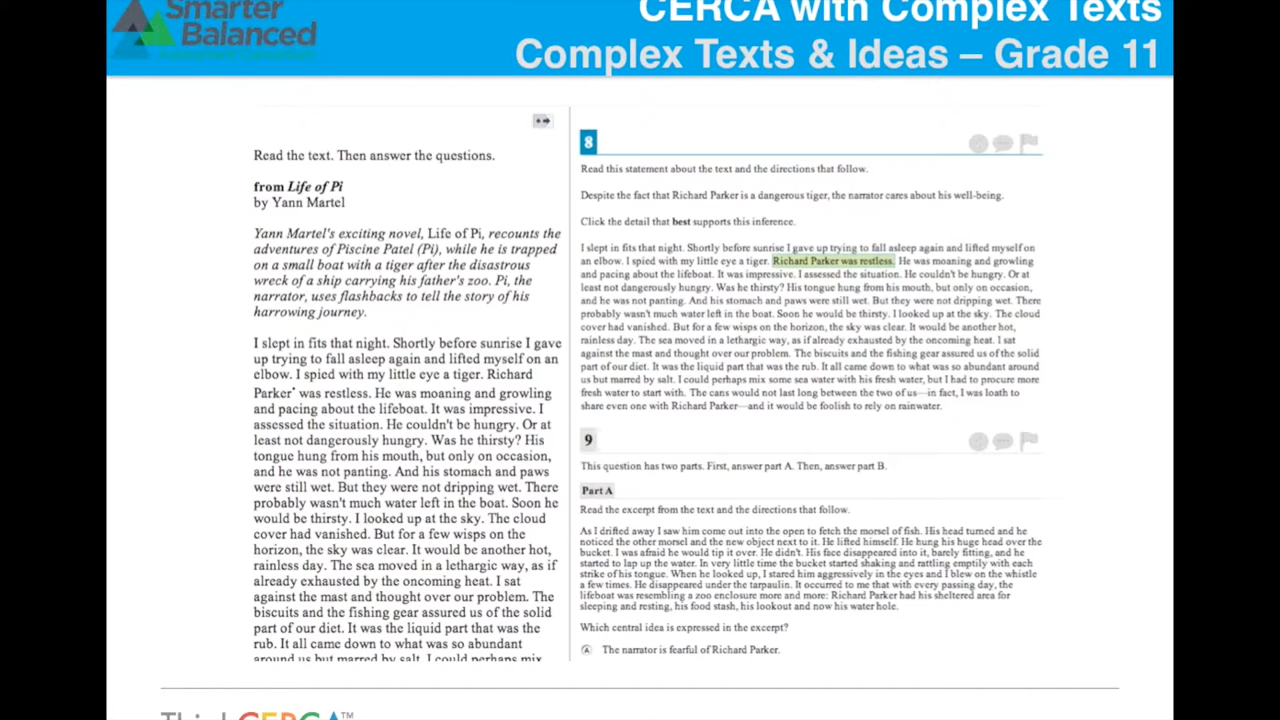 Smarter
Balanced
CERCA with Complex Texts
Complex Texts & Ideas – Grade 11
Read the text. Then answer the questions.
from Life of Pi
by Yann Martel
Yann Martel's exciting novel, Life of Pi, recounts the
adventures of Piscine Patel (Pi), while he is trapped
on a small boat with a tiger after the disastrous
wreck of a ship carrying his father's zoo. Pi, the
narrator, uses flashbacks to tell the story of his
harrowing journey.
I slept in fits that night. Shortly before sunrise I gave
up trying to fall asleep again and lifted myself on an
elbow. I spied with my little eye a tiger. Richard
Parker* was restless. He was moaning and growling
and pacing about the lifeboat. It was impressive. I
assessed the situation. He couldn't be hungry. Or at
least not dangerously hungry. Was he thirsty? His
tongue hung from his mouth, but only on occasion,
and he was not panting. And his stomach and paws
were still wet. But they were not dripping wet. There
probably wasn't much water left in the boat. Soon he
would be thirsty. I looked up at the sky. The cloud
cover had vanished. But for a few wisps on the
horizon, the sky was clear. It would be another hot,
rainless day. The sea moved in a lethargic way, as if
already exhausted by the oncoming heat. I sat
against the mast and thought over our problem. The
biscuits and the fishing gear assured us of the solid
part of our diet. It was the liquid part that was the
rub. It all came down to what was so abundant
around us but marred by salt. I could perhaps mix
8
Read this statement about the text and the directions that follow.
Despite the fact that Richard Parker is a dangerous tiger, the narrator cares about his well-being.
Click the detail that best supports this inference.
I slept in fits that night. Shortly before sunrise I gave up trying to fall asleep again and lifted myself on
an elbow. I spied with my little eye a tiger. Richard Parker was restless. He was moaning and growling
and pacing about the lifeboat. It was impressive. I assessed the situation. He couldn't be hungry. Or at
least not dangerously hungry. Was he thirsty? His tongue hung from his mouth, but only on occasion,
and he was not panting. And his stomach and paws were still wet. But they were not dripping wet. There
probably wasn't much water left in the boat. Soon he would be thirsty. I looked up at the sky. The cloud
cover had vanished. But for a few wisps on the horizon, the sky was clear. It would be another hot,
rainless day. The sea moved in a lethargic way, as if already exhausted by the oncoming heat. I sat
against the mast and thought over our problem. The biscuits and the fishing gear assured us of the solid
part of our diet. It was the liquid part that was the rub. It all came down to what was so abundant around
us but marred by salt. I could perhaps mix some sea water with his fresh water, but I had to procure more
fresh water to start with. The cans would not last long between the two of us—in fact, I was loath to
share even one with Richard Parker—and it would be foolish to rely on rainwater.
9
This question has two parts. First, answer part A. Then, answer part B.
Part A
Read the excerpt from the text and the directions that follow.
As I drifted away I saw him come out into the open to fetch the morsel of fish. His head turned and he
noticed the other morsel and the new object next to it. He lifted himself. He hung his huge head over the
bucket. I was afraid he would tip it over. He didn't. His face disappeared into it, barely fitting, and he
started to lap up the water. In very little time the bucket started shaking and rattling emptily with each
strike of his tongue. When he looked up, I stared him aggressively in the eyes and I blew on the whistle
a few times. He disappeared under the tarpaulin. It occurred to me that with every passing day, the
lifeboat was resembling a zoo enclosure more and more: Richard Parker had his sheltered area for
sleeping and resting, his food stash, his lookout and now his water hole.
Which central idea is expressed in the excerpt?
A The narrator is fearful of Richard Parker.
ThinkCERCA™